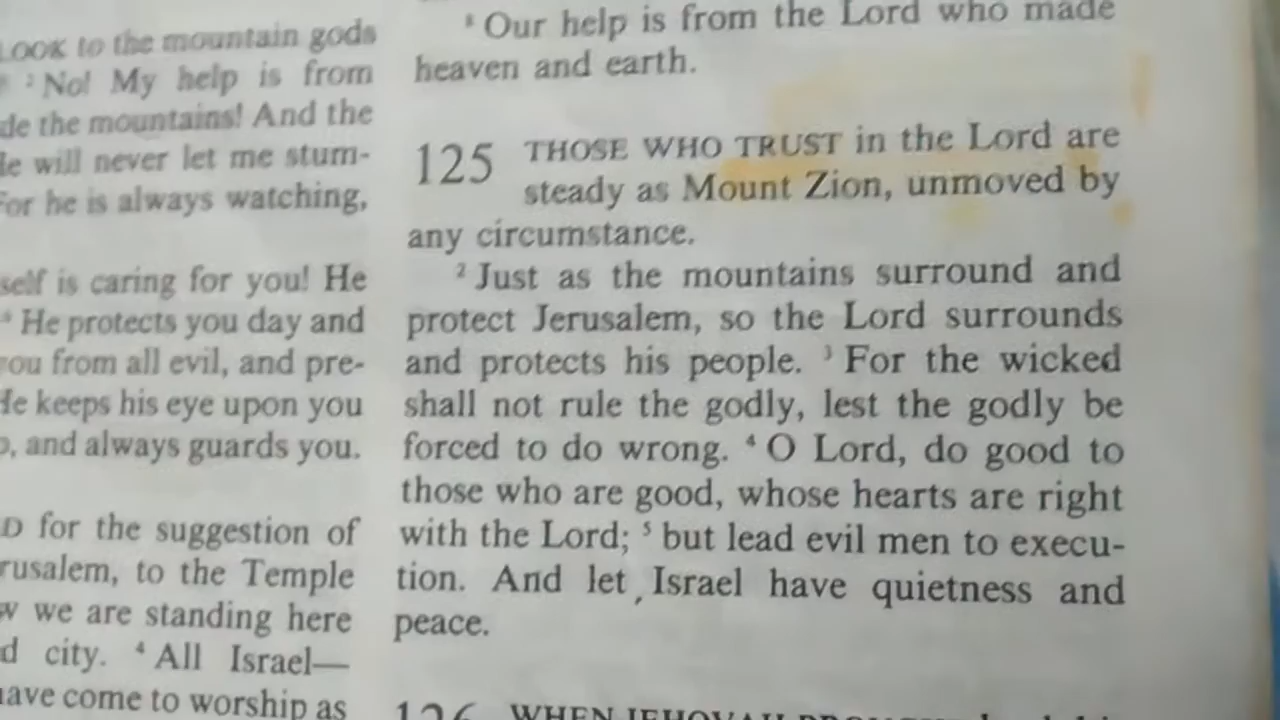 LOOK to the mountain gods
2 No! My help is from
the mountains! And the
will never let me stum-
For he is always watching,
self is caring for you! He
He protects you day and
you from all evil, and pre-
He keeps his eye upon you
and always guards you.
D for the suggestion of
rusalem, to the Temple
w we are standing here
d city. 4 All Israel—
have come to worship as
8 Our help is from the Lord who made
heaven and earth.
125 THOSE WHO TRUST in the Lord are
steady as Mount Zion, unmoved by
any circumstance.
2 Just as the mountains surround and
protect Jerusalem, so the Lord surrounds
and protects his people. 3 For the wicked
shall not rule the godly, lest the godly be
forced to do wrong. 4 O Lord, do good to
those who are good, whose hearts are right
with the Lord; 5 but lead evil men to execu-
tion. And let Israel have quietness and
peace.
126 WHEN JEHOVAH